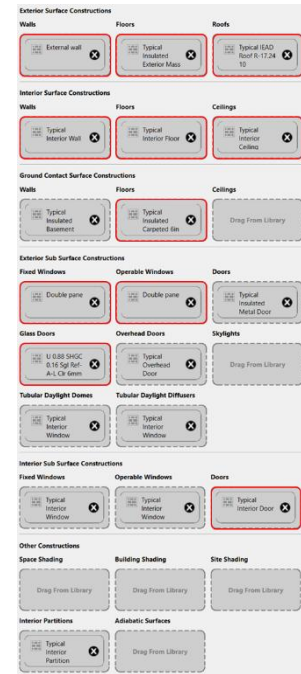 Exterior Surface Constructions
Walls Floors Roofs
External wall
Typical
Insulated
Exterior Mass
Typical IEAD
Roof R-17.24
10
Interior Surface Constructions
Walls Floors Ceilings
Typical
Interior Wall
Typical
Interior Floor
Typical
Interior
Ceiling
Ground Contact Surface Constructions
Walls Floors Ceilings
Typical
Insulated
Basement
Typical
Insulated
Carpeted 8in
Drag From Library
Exterior Sub Surface Constructions
Fixed Windows Operable Windows Doors
Double pane
Double pane
Typical
Insulated
Metal Door
Glass Doors Overhead Doors Skylights
U 0.88 SHGC
0.16 Sgl Ref-
A-L Clr 6mm
Typical
Overhead
Door
Drag From Library
Tubular Daylight Domes Tubular Daylight Diffusers
Typical
Interior
Window
Typical
Interior
Window
Interior Sub Surface Constructions
Fixed Windows Operable Windows Doors
Typical
Interior
Window
Typical
Interior
Window
Typical
Interior Door
Other Constructions
Space Shading Building Shading Site Shading
Drag From Library Drag From Library Drag From Library
Interior Partitions Adiabatic Surfaces
Typical
Interior
Partition
Drag From Library